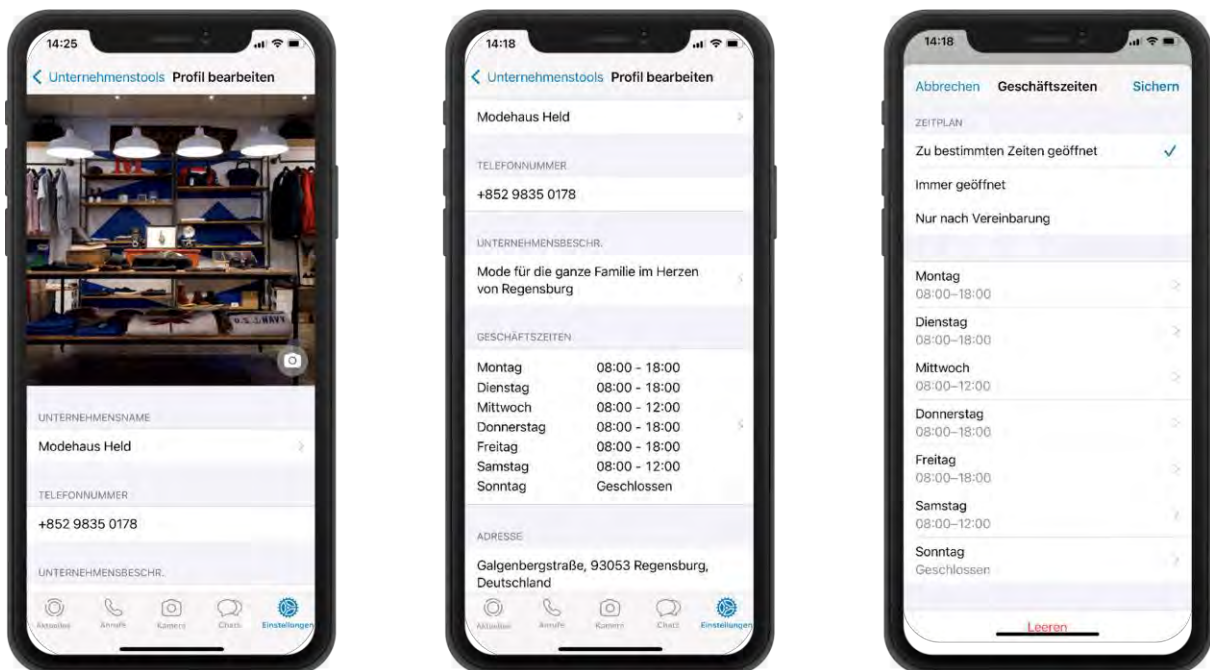 14:25
Unternehmenstools Profil bearbeiten
M
U.S. NAVY
UNTERNEHMENSNAME
Modehaus Held
TELEFONNUMMER
+852 9835 0178
UNTERNEHMENSBESCHR.
Aktuelles Anrufe Kamera Chats Einstellungen
14:18
Unternehmenstools Profil bearbeiten
Modehaus Held
TELEFONNUMMER
+852 9835 0178
UNTERNEHMENSBESCHR.
Mode für die ganze Familie im Herzen
von Regensburg
GESCHÄFTSZEITEN
Montag 08:00 - 18:00
Dienstag 08:00 - 18:00
Mittwoch 08:00 - 12:00
Donnerstag 08:00 - 18:00
Freitag 08:00 - 18:00
Samstag 08:00 - 12:00
Sonntag Geschlossen
ADRESSE
Galgenbergstraße, 93053 Regensburg,
Deutschland
Aktuelles Anrufe Kamera Chats Einstellungen
14:18
Abbrechen Geschäftszeiten Sichern
ZEITPLAN
Zu bestimmten Zeiten geöffnet
Immer geöffnet
Nur nach Vereinbarung
Montag
08:00–18:00
Dienstag
08:00–18:00
Mittwoch
08:00–12:00
Donnerstag
08:00–18:00
Freitag
08:00–18:00
Samstag
08:00–12:00
Sonntag
Geschlossen
Leeren